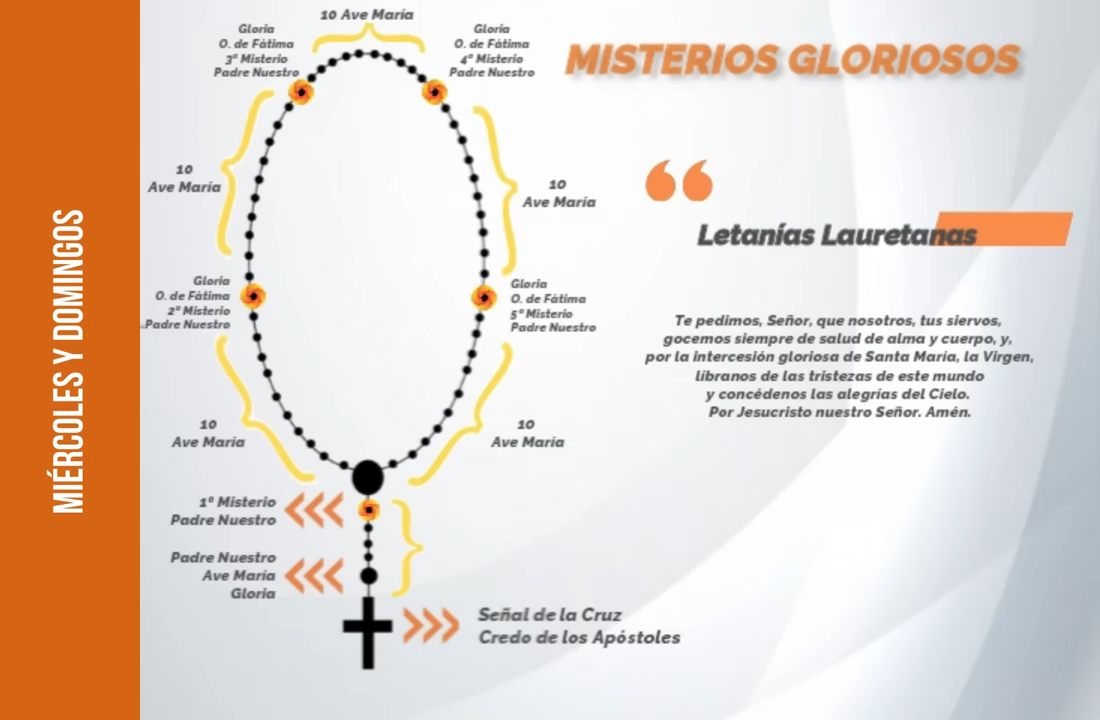 MIÉRCOLES Y DOMINGOS
MISTERIOS GLORIOSOS
10 Ave María
Gloria
O. de Fátima
3º Misterio
Padre Nuestro
Gloria
O. de Fátima
4º Misterio
Padre Nuestro
10
Ave María
10
Ave María
Gloria
O. de Fátima
2º Misterio
Padre Nuestro
Gloria
O. de Fátima
5º Misterio
Padre Nuestro
10
Ave María
10
Ave María
1º Misterio
Padre Nuestro
Padre Nuestro
Ave María
Gloria
Señal de la Cruz
Credo de los Apóstoles
Letanías Lauretanas
Te pedimos, Señor, que nosotros, tus siervos,
gocemos siempre de salud de alma y cuerpo, y,
por la intercesión gloriosa de Santa María, la Virgen,
líbranos de las tristezas de este mundo
y concédenos las alegrías del Cielo.
Por Jesucristo nuestro Señor. Amén.